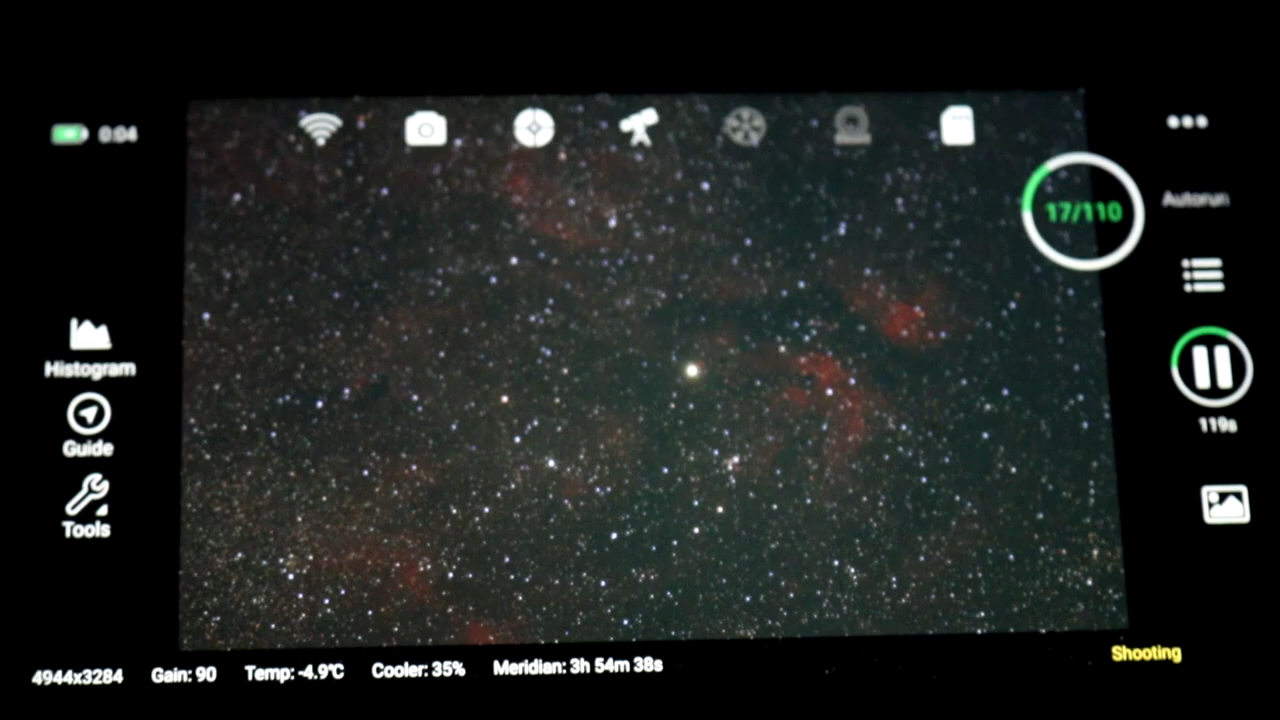 0:04
Autorun
17/110
Histogram
Guide
Tools
119s
Shooting
4944x3284 Gain: 90 Temp: -4.9℃ Cooler: 35% Meridian: 3h 54m 38s